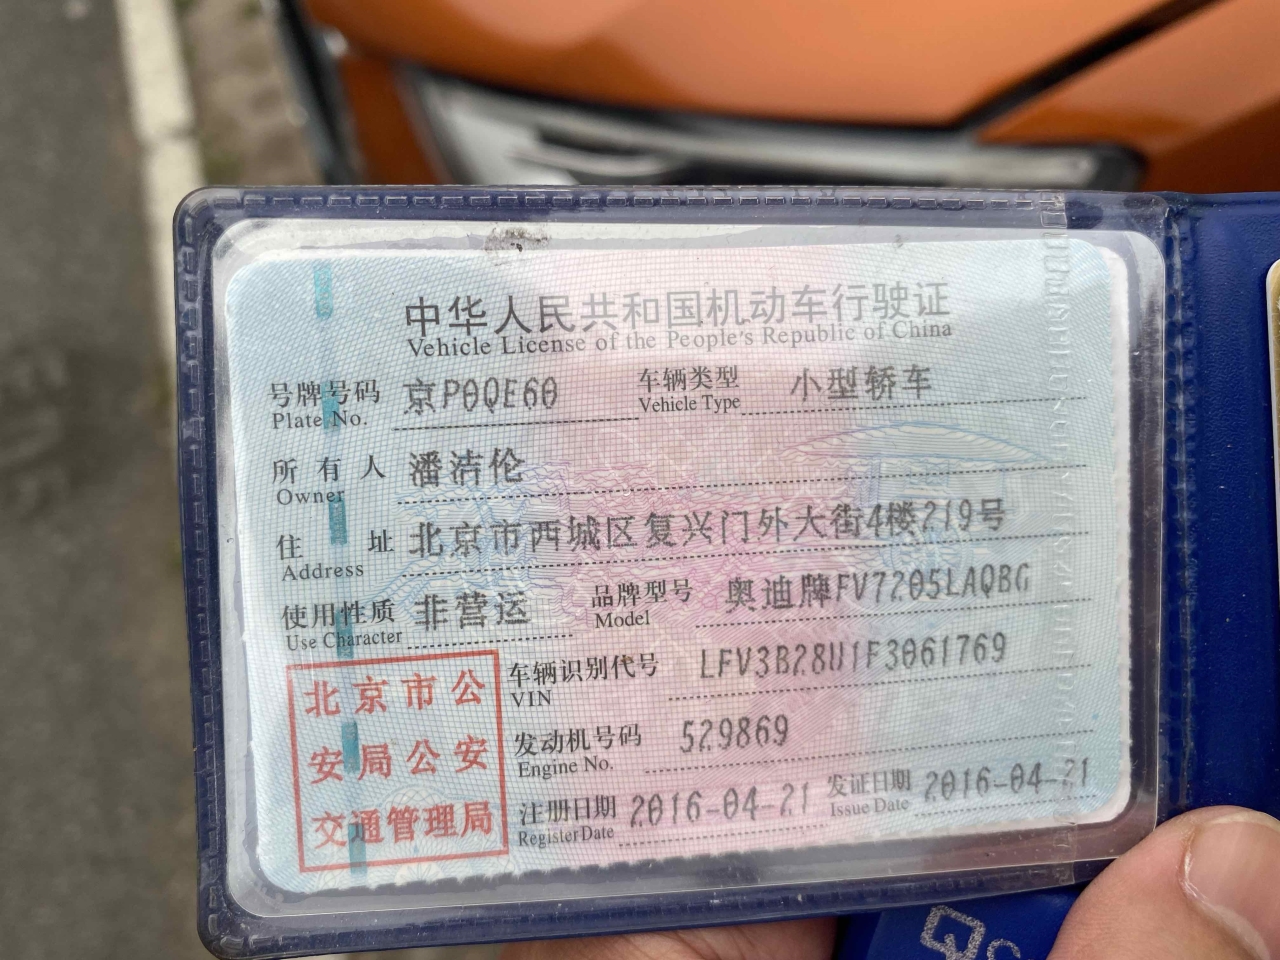 中华人民共和国机动车行驶证
Vehicle License of the People's Republic of China
号牌号码 京P0QE60 车辆类型 小型轿车
Plate No. Vehicle Type
所有人 潘洁伦
Owner
住址 北京市西城区复兴门外大街4楼219号
Address
使用性质 非营运 品牌型号 奥迪牌FV7205LAQBG
Use Character Model
北京市公
安局公安
交通管理局
车辆识别代号 LFV3B28U1F3061769
VIN
发动机号码 529869
Engine No.
注册日期 2016-04-21 发证日期 2016-04-21
Register Date Issue Date